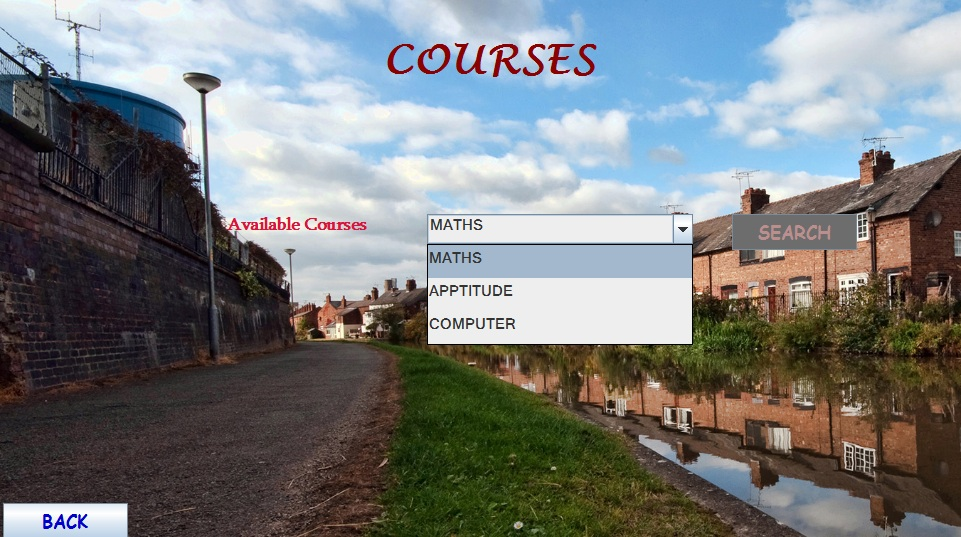 COURSES
Available Courses
MATHS
SEARCH
MATHS
APPTITUDE
COMPUTER
BACK